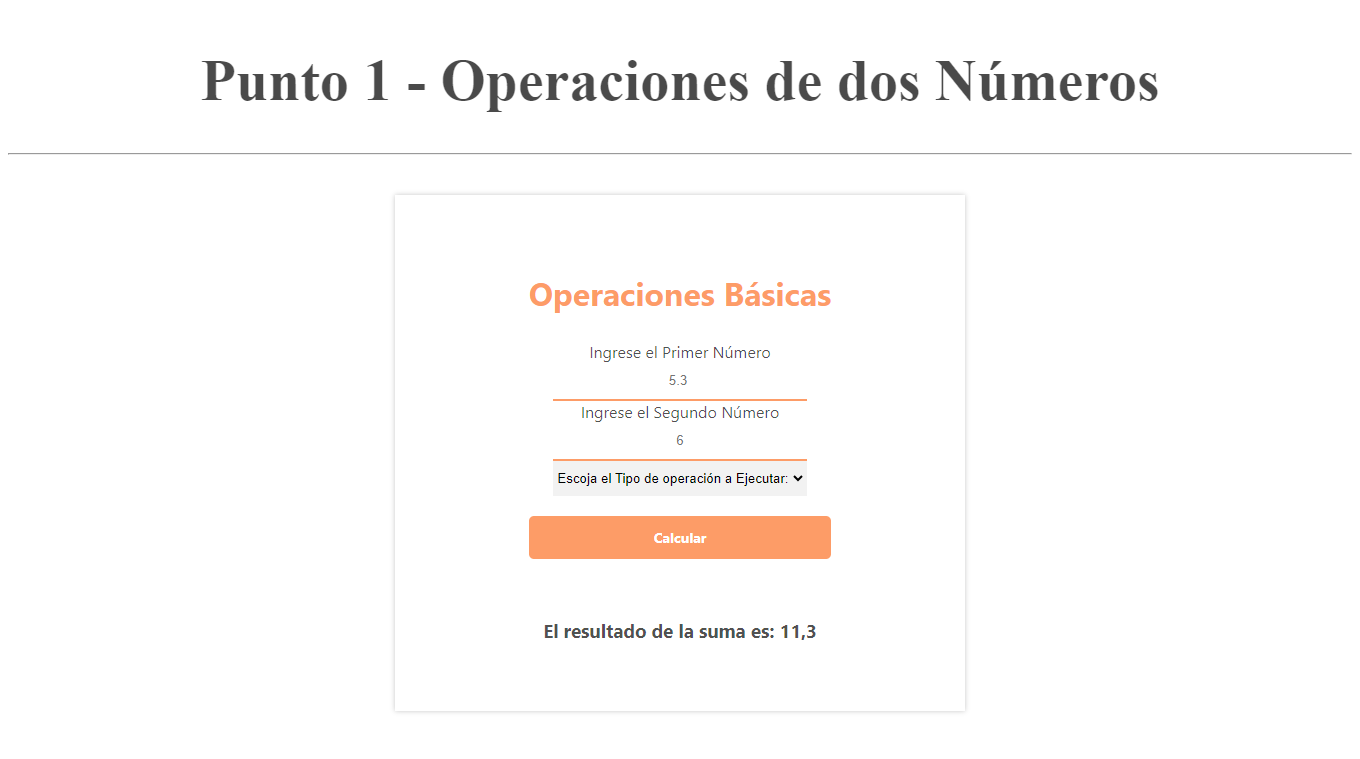 Punto 1 - Operaciones de dos Números
Operaciones Básicas
Ingrese el Primer Número
5.3
Ingrese el Segundo Número
6
Escoja el Tipo de operación a Ejecutar:
Calcular
El resultado de la suma es: 11,3